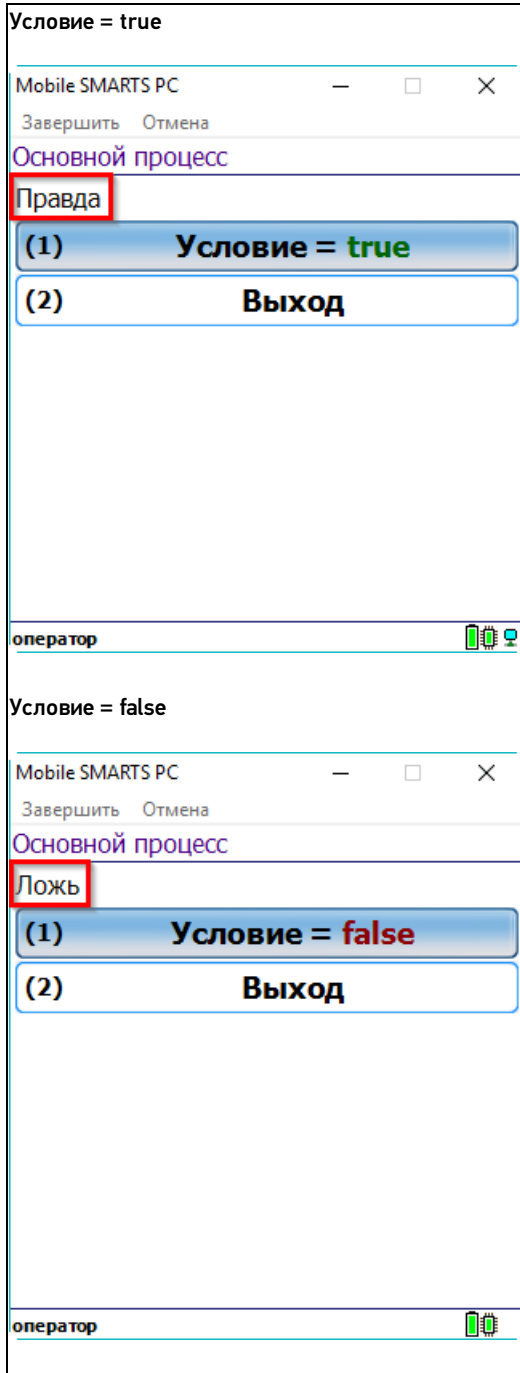 Условие = true
Mobile SMARTS PC
Завершить Отмена
Основной процесс
Правда
(1) Условие = true
(2) Выход
оператор
Условие = false
Mobile SMARTS PC
Завершить Отмена
Основной процесс
Ложь
(1) Условие = false
(2) Выход
оператор